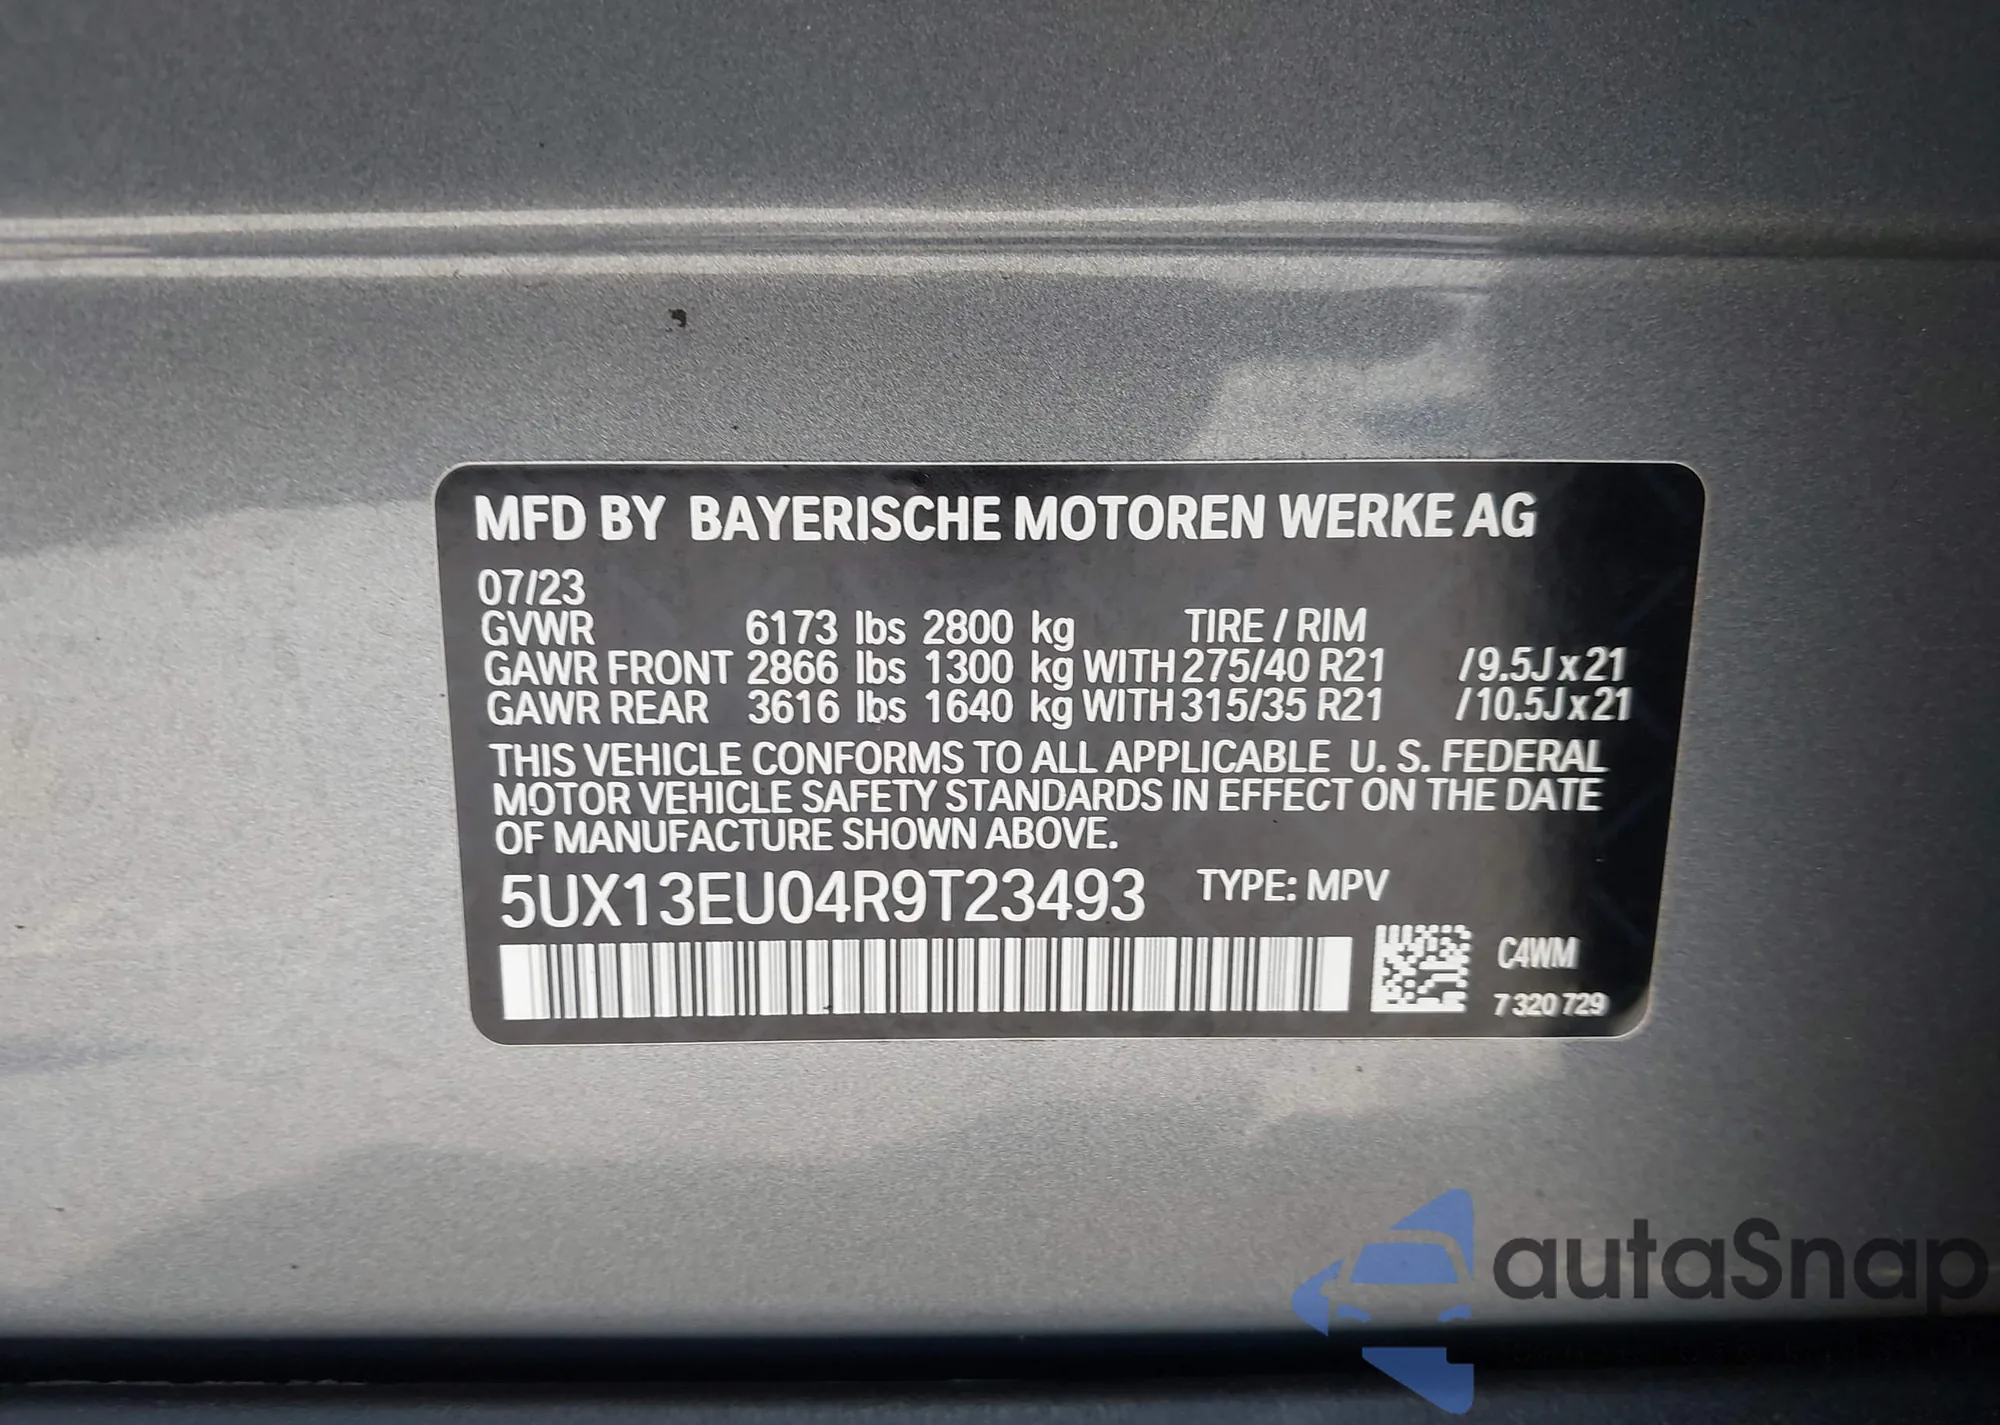 MFD BY BAYERISCHE MOTOREN WERKE AG
07/23
GVWR 6173 lbs 2800 kg TIRE / RIM
GAWR FRONT 2866 lbs 1300 kg WITH 275/40 R21 /9.5J x 21
GAWR REAR 3616 lbs 1640 kg WITH 315/35 R21 /10.5J x 21
THIS VEHICLE CONFORMS TO ALL APPLICABLE U. S. FEDERAL
MOTOR VEHICLE SAFETY STANDARDS IN EFFECT ON THE DATE
OF MANUFACTURE SHOWN ABOVE.
5UX13EU04R9T23493 TYPE: MPV
C4WM
7 320 729
autaSnap